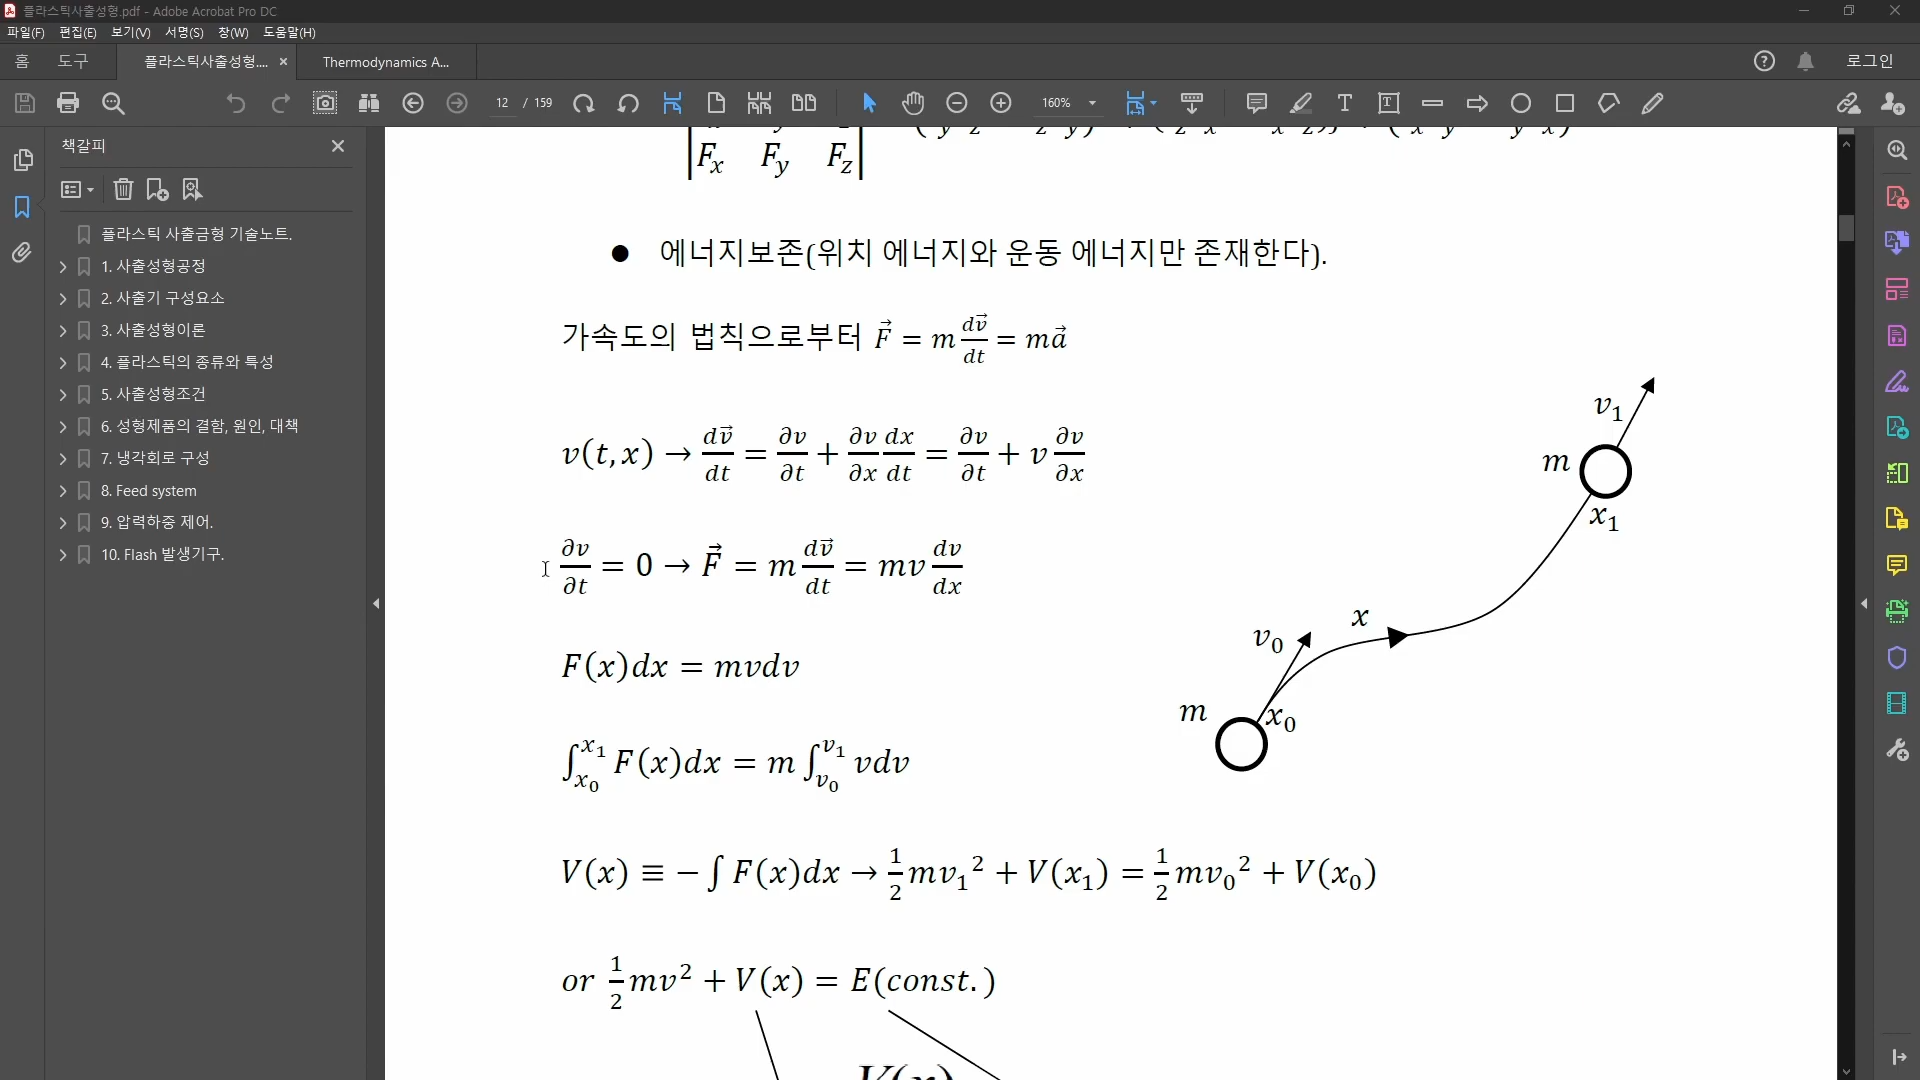 플라스틱사출성형.pdf - Adobe Acrobat Pro DC
파일(F) 편집(E) 보기(V) 서명(S) 창(W) 도움말(H)
홈 도구 플라스틱사출성형.... × Thermodynamics A... 로그인
12 / 159 160%
책갈피
플라스틱 사출금형 기술노트.
1. 사출성형공정
2. 사출기 구성요소
3. 사출성형이론
4. 플라스틱의 종류와 특성
5. 사출성형조건
6. 성형제품의 결함, 원인, 대책
7. 냉각회로 구성
8. Feed system
9. 압력하중 제어.
10. Flash 발생기구.
|F_x F_y F_z|
● 에너지보존(위치 에너지와 운동 에너지만 존재한다).
가속도의 법칙으로부터 F⃗ = m dv⃗/dt = ma⃗
v(t, x) → dv⃗/dt = ∂v/∂t + ∂v/∂x dx/dt = ∂v/∂t + v ∂v/∂x
∂v/∂t = 0 → F⃗ = m dv⃗/dt = mv dv/dx
F(x)dx = mvdv
∫_{x₀}^{x₁} F(x)dx = m ∫_{v₀}^{v₁} vdv
V(x) ≡ − ∫ F(x)dx → 1/2 mv₁² + V(x₁) = 1/2 mv₀² + V(x₀)
or 1/2 mv² + V(x) = E(const.)
V(x)
v₁
m
x₁
x
v₀
m
x₀